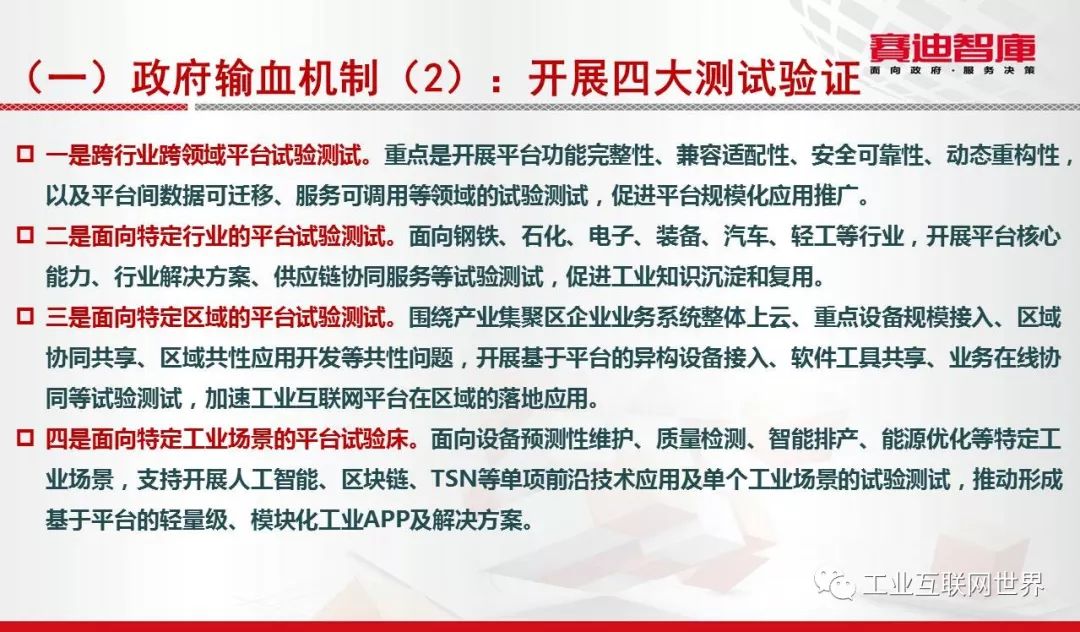 赛迪智庫
面向政府·服务决策
（一）政府输血机制（2）：开展四大测试验证
一是跨行业跨领域平台试验测试。重点是开展平台功能完整性、兼容适配性、安全可靠性、动态重构性，
以及平台间数据可迁移、服务可调用等领域的试验测试，促进平台规模化应用推广。
二是面向特定行业的平台试验测试。面向钢铁、石化、电子、装备、汽车、轻工等行业，开展平台核心
能力、行业解决方案、供应链协同服务等试验测试，促进工业知识沉淀和复用。
三是面向特定区域的平台试验测试。围绕产业集聚区企业业务系统整体上云、重点设备规模接入、区域
协同共享、区域共性应用开发等共性问题，开展基于平台的异构设备接入、软件工具共享、业务在线协
同等试验测试，加速工业互联网平台在区域的落地应用。
四是面向特定工业场景的平台试验床。面向设备预测性维护、质量检测、智能排产、能源优化等特定工
业场景，支持开展人工智能、区块链、TSN等单项前沿技术应用及单个工业场景的试验测试，推动形成
基于平台的轻量级、模块化工业APP及解决方案。
工业互联网世界